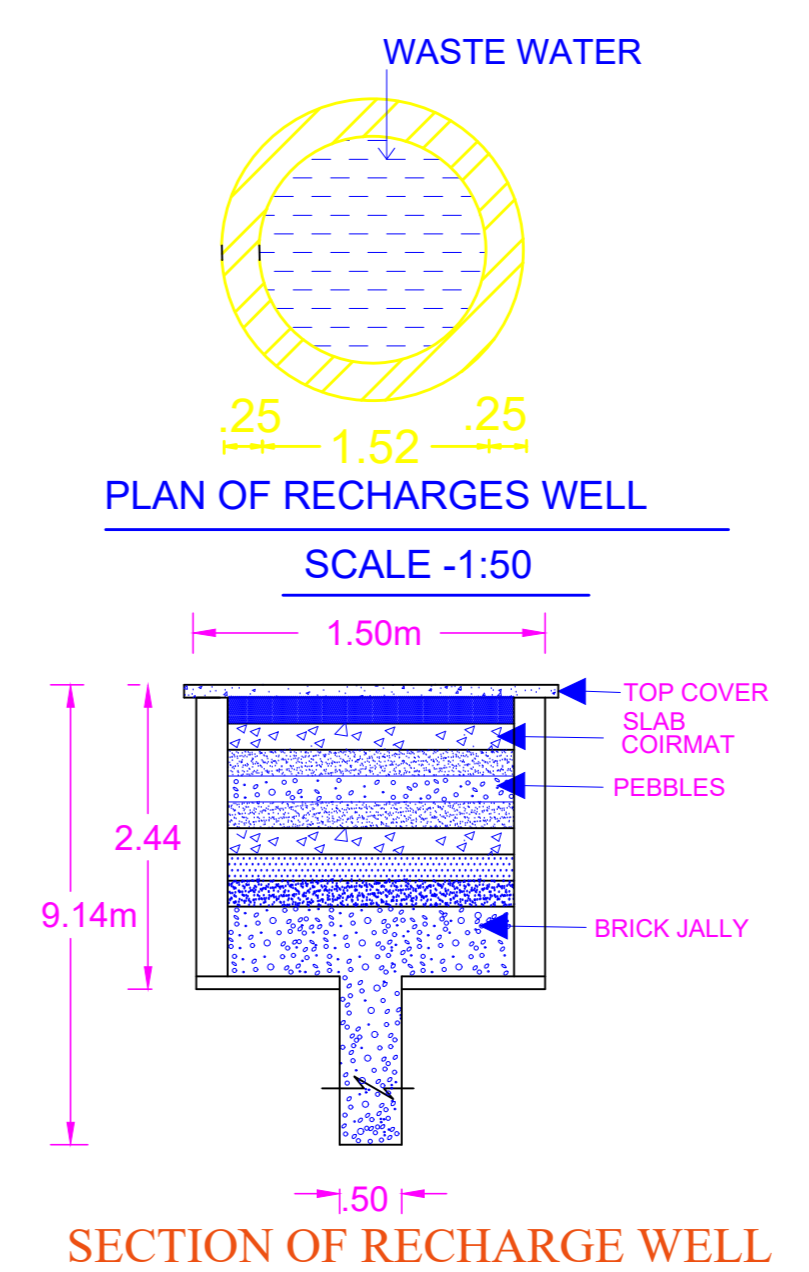 WASTE WATER
.25
1.52
.25
PLAN OF RECHARGES WELL
SCALE -1:50
1.50m
TOP COVER
SLAB
COIRMAT
PEBBLES
2.44
9.14m
BRICK JALLY
.50
SECTION OF RECHARGE WELL